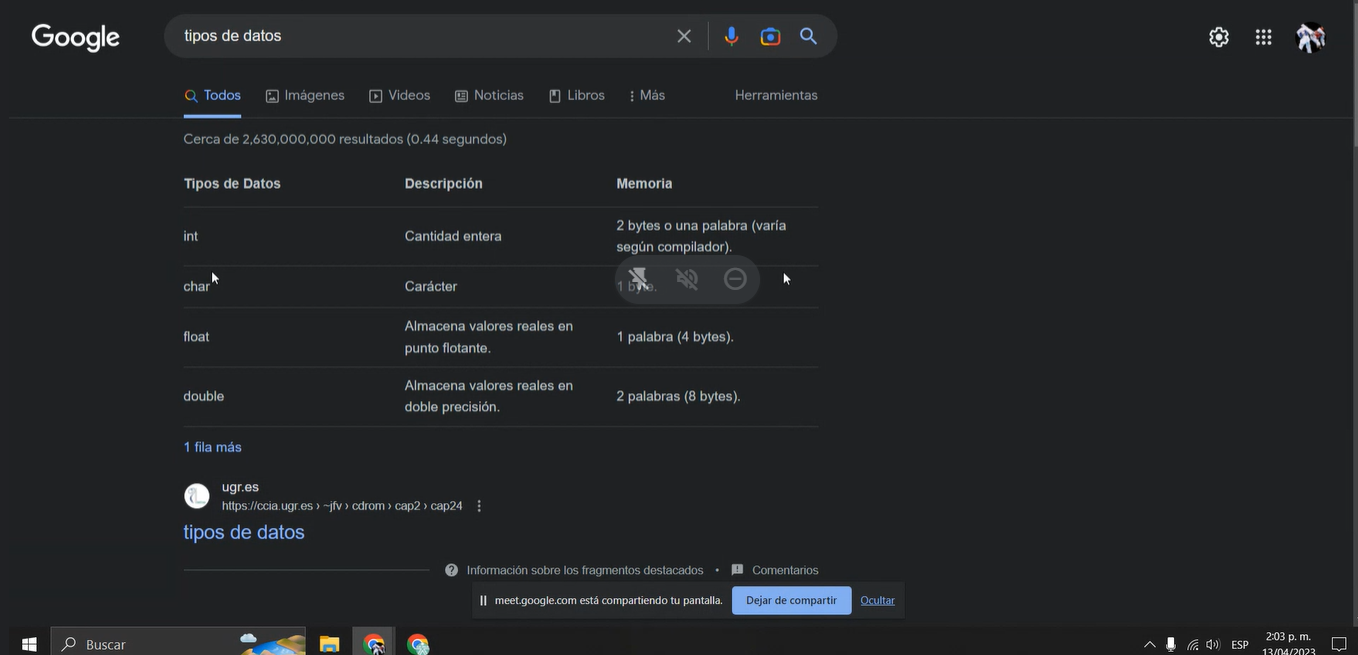 Google
tipos de datos
Todos Imágenes Videos Noticias Libros Más Herramientas
Cerca de 2,630,000,000 resultados (0.44 segundos)
Tipos de Datos Descripción Memoria
int Cantidad entera 2 bytes o una palabra (varía
según compilador).
char Carácter 1 byte.
float Almacena valores reales en
punto flotante. 1 palabra (4 bytes).
double Almacena valores reales en
doble precisión. 2 palabras (8 bytes).
1 fila más
ugr.es
https://ccia.ugr.es › ~jfv › cdrom › cap2 › cap24
tipos de datos
Información sobre los fragmentos destacados • Comentarios
meet.google.com está compartiendo tu pantalla. Dejar de compartir Ocultar
Buscar ESP 2:03 p. m.
13/04/2023